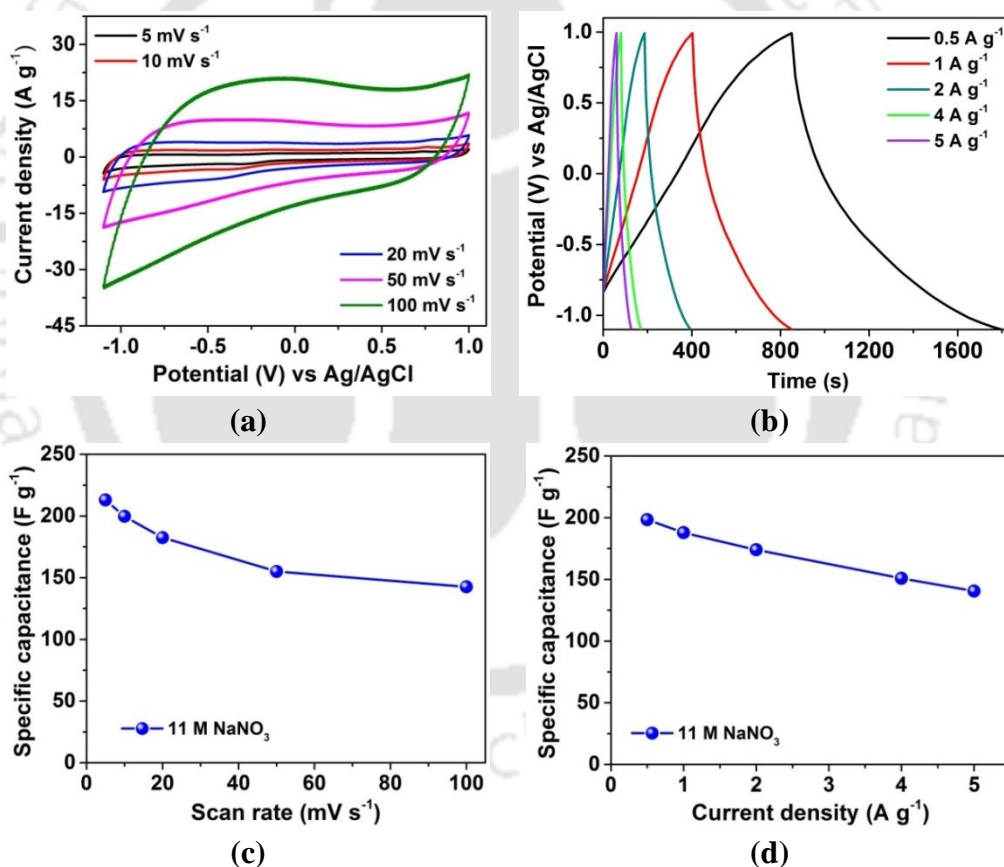 Current density (A g⁻¹)
30
15
0
-15
-30
-45
5 mV s⁻¹
10 mV s⁻¹
20 mV s⁻¹
50 mV s⁻¹
100 mV s⁻¹
-1.0 -0.5 0.0 0.5 1.0
Potential (V) vs Ag/AgCl
(a)
Potential (V) vs Ag/AgCl
1.0
0.5
0.0
-0.5
-1.0
0.5 A g⁻¹
1 A g⁻¹
2 A g⁻¹
4 A g⁻¹
5 A g⁻¹
0 400 800 1200 1600
Time (s)
(b)
Specific capacitance (F g⁻¹)
250
200
150
100
50
0
11 M NaNO₃
0 20 40 60 80 100
Scan rate (mV s⁻¹)
(c)
Specific capacitance (F g⁻¹)
250
200
150
100
50
0
11 M NaNO₃
0 1 2 3 4 5
Current density (A g⁻¹)
(d)